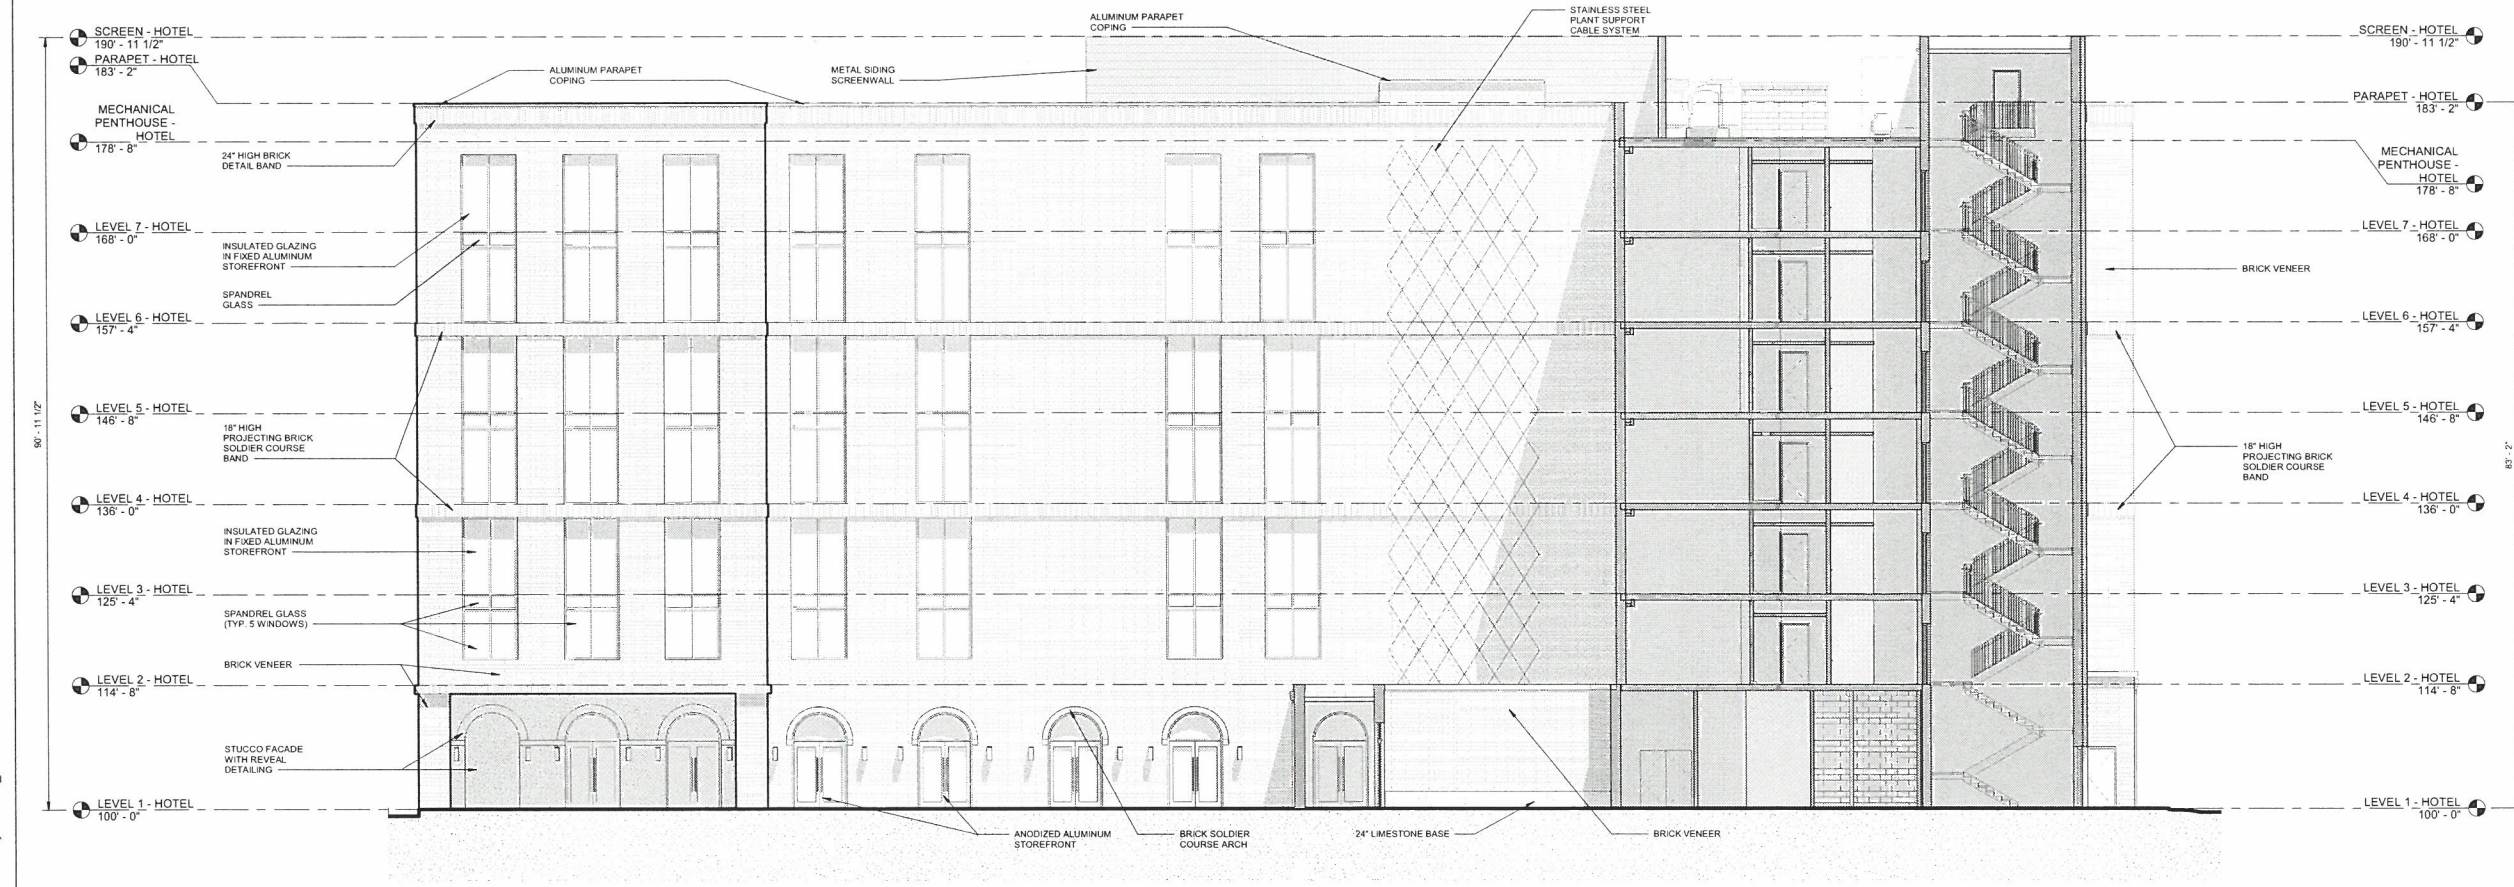 SCREEN - HOTEL
190' - 11 1/2"
PARAPET - HOTEL
183' - 2"
MECHANICAL
PENTHOUSE -
HOTEL
178' - 8"
LEVEL 7 - HOTEL
168' - 0"
LEVEL 6 - HOTEL
157' - 4"
LEVEL 5 - HOTEL
146' - 8"
LEVEL 4 - HOTEL
136' - 0"
LEVEL 3 - HOTEL
125' - 4"
LEVEL 2 - HOTEL
114' - 8"
LEVEL 1 - HOTEL
100' - 0"
90' - 11 1/2"
24" HIGH BRICK
DETAIL BAND
INSULATED GLAZING
IN FIXED ALUMINUM
STOREFRONT
SPANDREL
GLASS
18" HIGH
PROJECTING BRICK
SOLDIER COURSE
BAND
INSULATED GLAZING
IN FIXED ALUMINUM
STOREFRONT
SPANDREL GLASS
(TYP. 5 WINDOWS)
BRICK VENEER
STUCCO FACADE
WITH REVEAL
DETAILING
ALUMINUM PARAPET
COPING
METAL SIDING
SCREENWALL
ALUMINUM PARAPET
COPING
STAINLESS STEEL
PLANT SUPPORT
CABLE SYSTEM
ANODIZED ALUMINUM
STOREFRONT
BRICK SOLDIER
COURSE ARCH
24" LIMESTONE BASE
BRICK VENEER
BRICK VENEER
18" HIGH
PROJECTING BRICK
SOLDIER COURSE
BAND
SCREEN - HOTEL
190' - 11 1/2"
PARAPET - HOTEL
183' - 2"
MECHANICAL
PENTHOUSE -
HOTEL
178' - 8"
LEVEL 7 - HOTEL
168' - 0"
LEVEL 6 - HOTEL
157' - 4"
LEVEL 5 - HOTEL
146' - 8"
LEVEL 4 - HOTEL
136' - 0"
LEVEL 3 - HOTEL
125' - 4"
LEVEL 2 - HOTEL
114' - 8"
LEVEL 1 - HOTEL
100' - 0"
83' - 2"